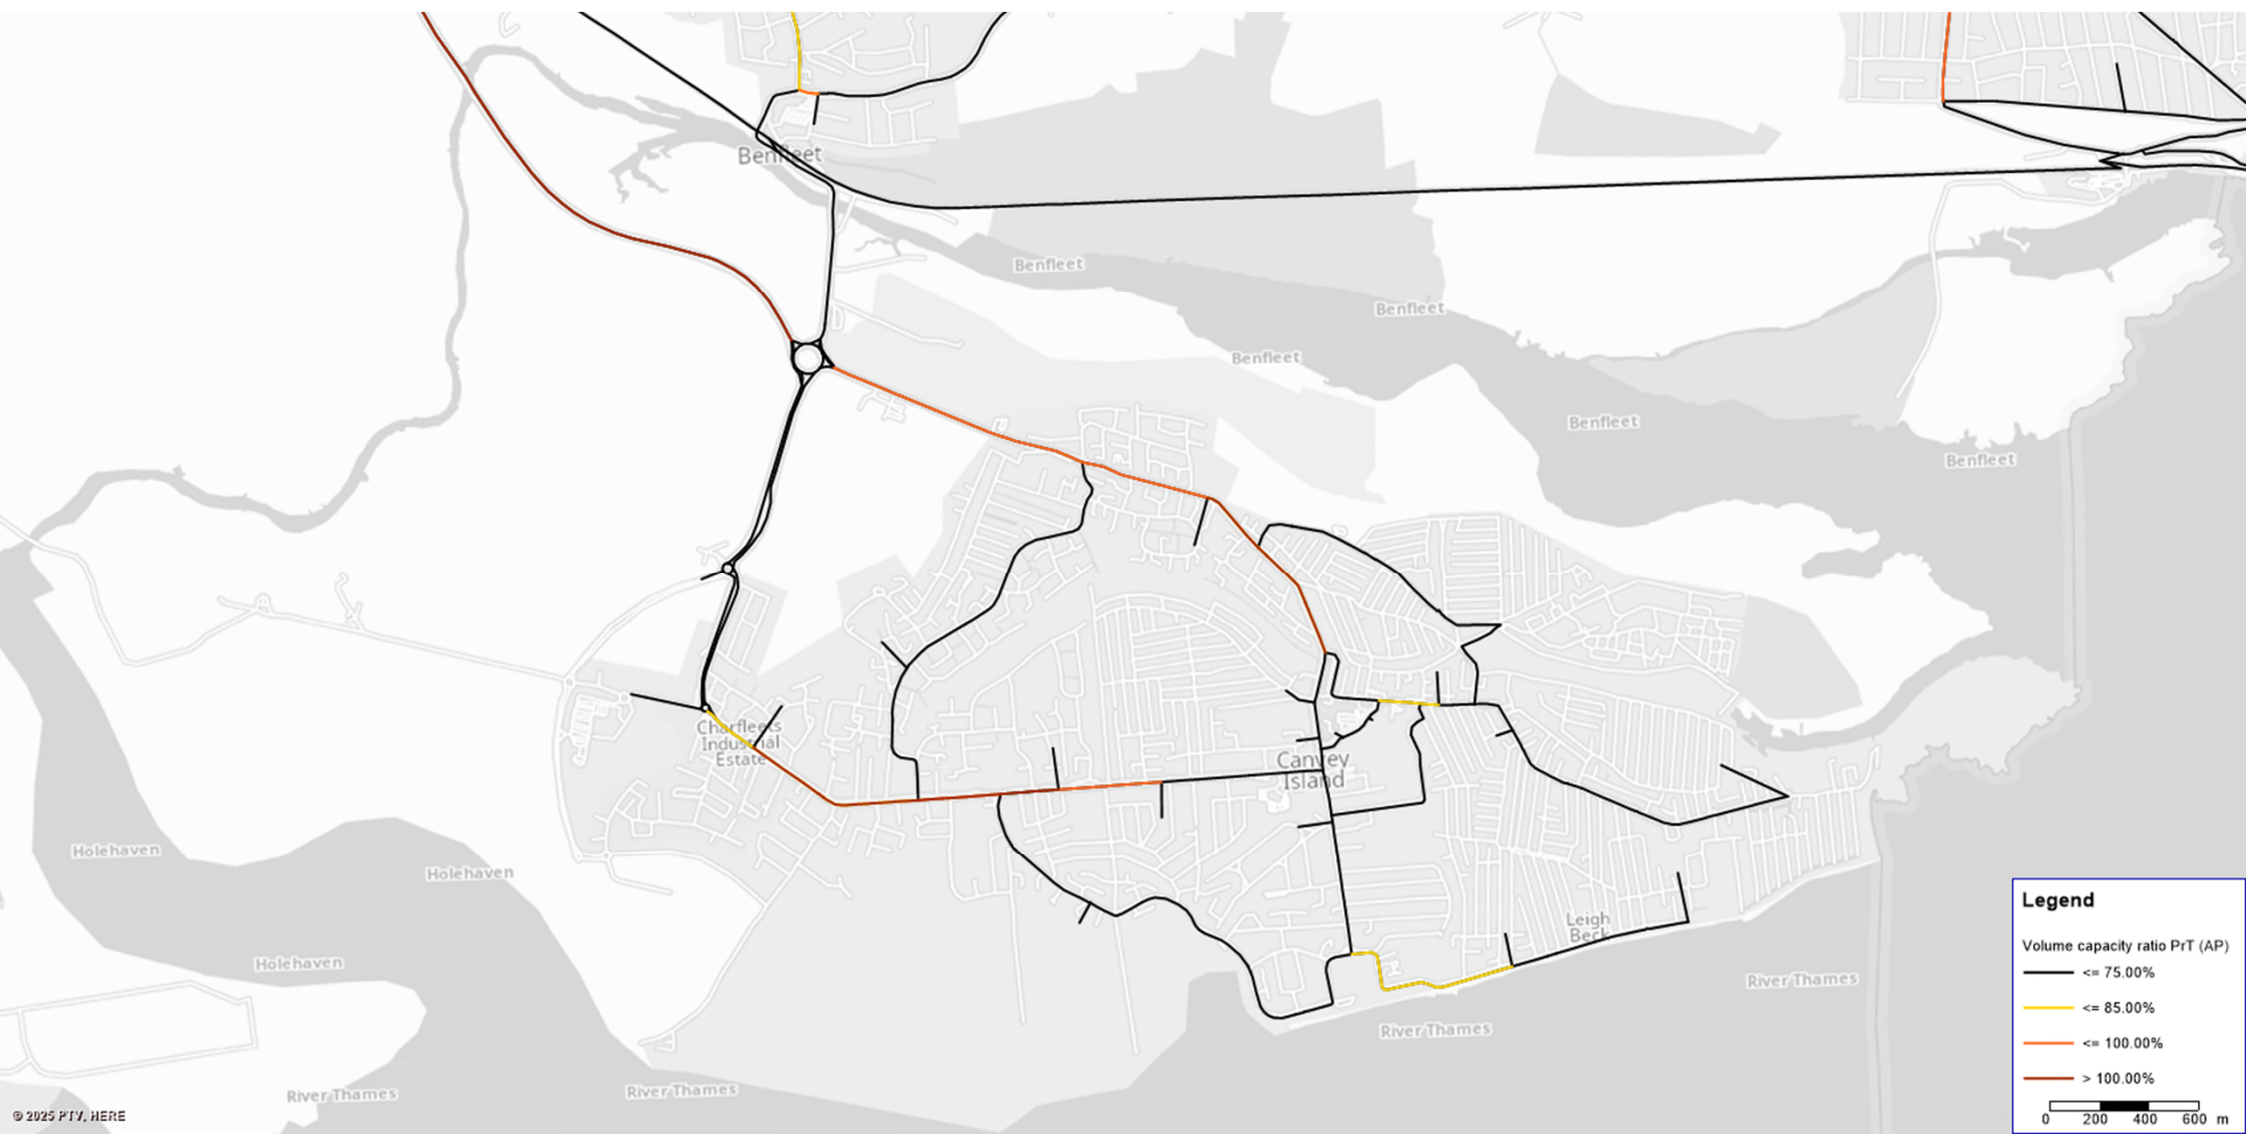 Benfleet
Benfleet
Benfleet
Benfleet
Benfleet
Benfleet
Charfleets
Industrial
Estate
Canvey
Island
Holehaven
Holehaven
Leigh
Beck
Holehaven
River Thames
River Thames
River Thames
River Thames
© 2025 PTV, HERE
Legend
Volume capacity ratio PrT (AP)
<= 75.00%
<= 85.00%
<= 100.00%
> 100.00%
0 200 400 600 m